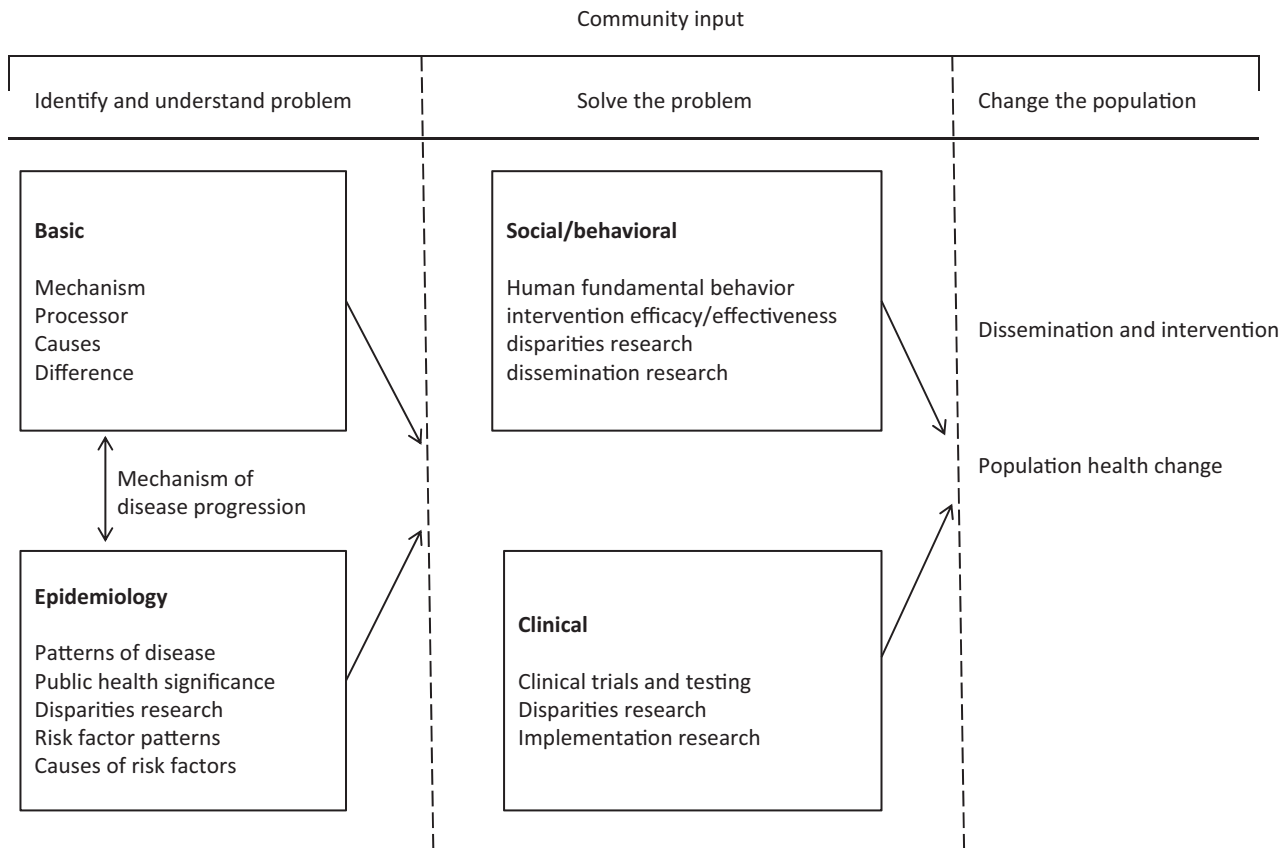 Community input
Identify and understand problem
Solve the problem
Change the population
Basic
Mechanism
Processor
Causes
Difference
Mechanism of
disease progression
Epidemiology
Patterns of disease
Public health significance
Disparities research
Risk factor patterns
Causes of risk factors
Social/behavioral
Human fundamental behavior
intervention efficacy/effectiveness
disparities research
dissemination research
Clinical
Clinical trials and testing
Disparities research
Implementation research
Dissemination and intervention
Population health change